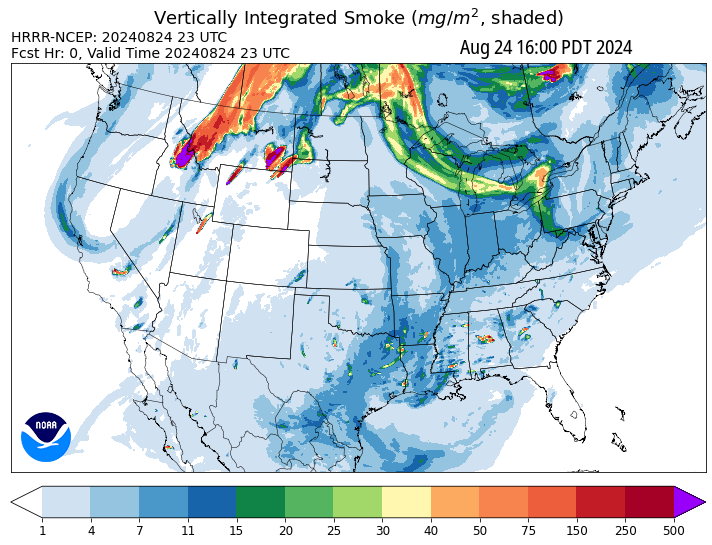 Vertically Integrated Smoke (mg/m², shaded)
HRRR-NCEP: 20240824 23 UTC
Fcst Hr: 0, Valid Time 20240824 23 UTC
Aug 24 16:00 PDT 2024
NOAA
1 4 7 11 15 20 25 30 40 50 75 150 250 500